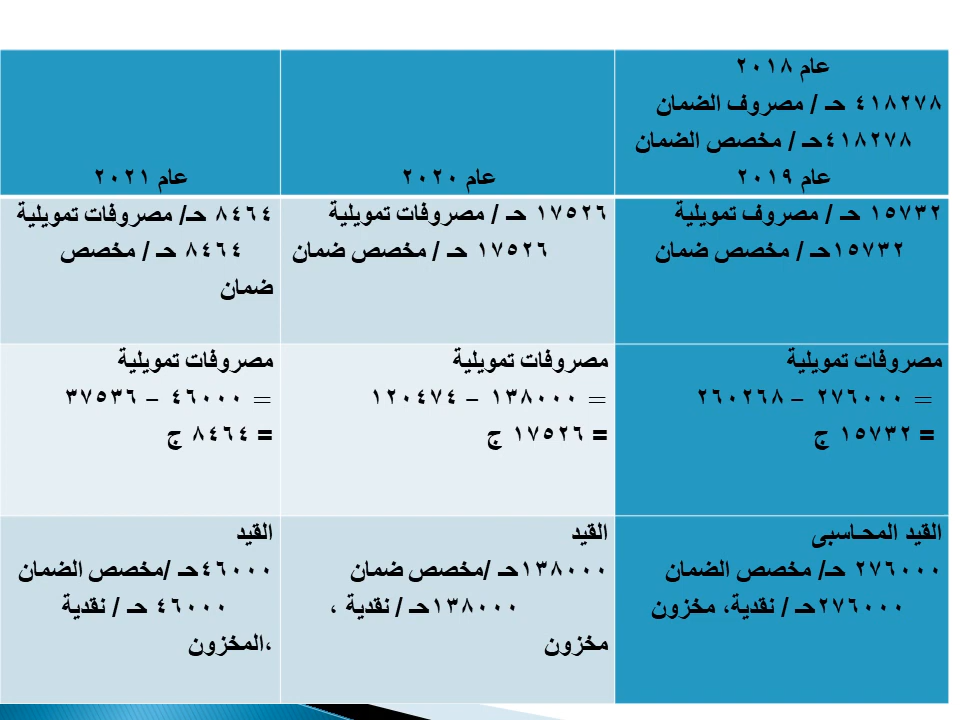 عام ٢٠١٨
٤١٨٢٧٨ حـ / مصروف الضمان
٤١٨٢٧٨حـ / مخصص الضمان
عام ٢٠١٩
عام ٢٠٢٠
عام ٢٠٢١
١٥٧٣٢ حـ / مصروف تمويلية
١٥٧٣٢حـ / مخصص ضمان
١٧٥٢٦ حـ / مصروفات تمويلية
١٧٥٢٦ حـ / مخصص ضمان
٨٤٦٤ حـ/ مصروفات تمويلية
٨٤٦٤ حـ / مخصص
ضمان
مصروفات تمويلية
= ٢٧٦٠٠٠ – ٢٦٠٢٦٨
= ١٥٧٣٢ ج
مصروفات تمويلية
= ١٣٨٠٠٠ – ١٢٠٤٧٤
= ١٧٥٢٦ ج
مصروفات تمويلية
= ٤٦٠٠٠ – ٣٧٥٣٦
= ٨٤٦٤ ج
القيد المحـاسبى
٢٧٦٠٠٠ حـ/ مخصص الضمان
٢٧٦٠٠٠حـ / نقدية، مخزون
القيد
١٣٨٠٠٠حـ /مخصص ضمان
١٣٨٠٠٠حـ / نقدية ،
مخزون
القيد
٤٦٠٠٠حـ /مخصص الضمان
٤٦٠٠٠ حـ / نقدية
،المخزون